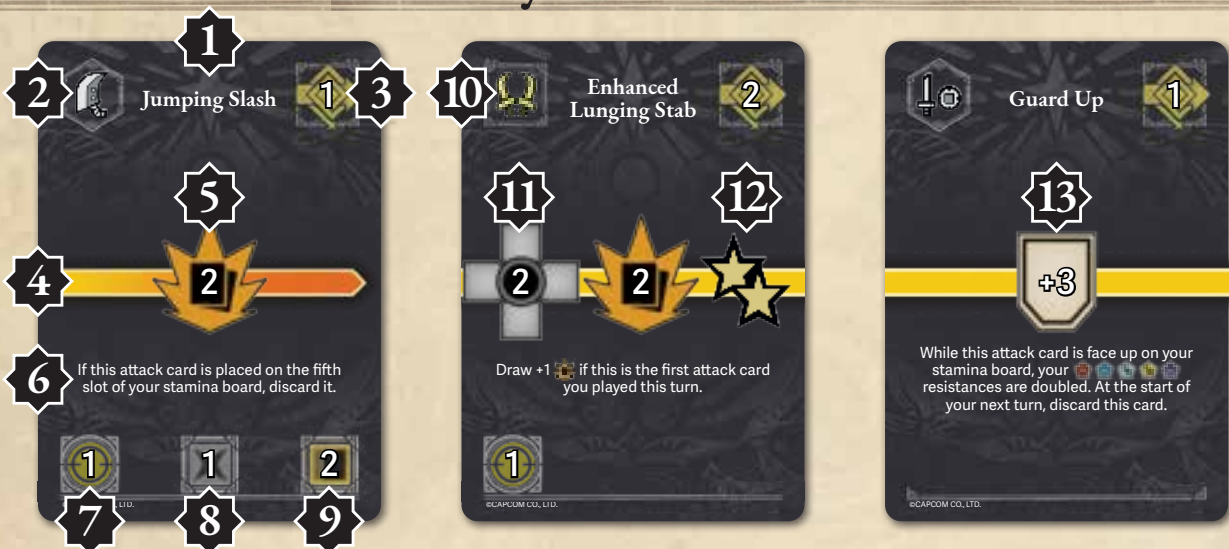 1
2
Jumping Slash
1
3
5
4
2
6
If this attack card is placed on the fifth
slot of your stamina board, discard it.
1
1
2
LTD.
7
8
9
10
Enhanced
Lunging Stab
2
11
12
2
2
Draw +1 if this is the first attack card
you played this turn.
1
©CAPCOM CO., LTD.
Guard Up
1
13
+3
While this attack card is face up on your
stamina board, your
resistances are doubled. At the start of
your next turn, discard this card.
©CAPCOM CO., LTD.